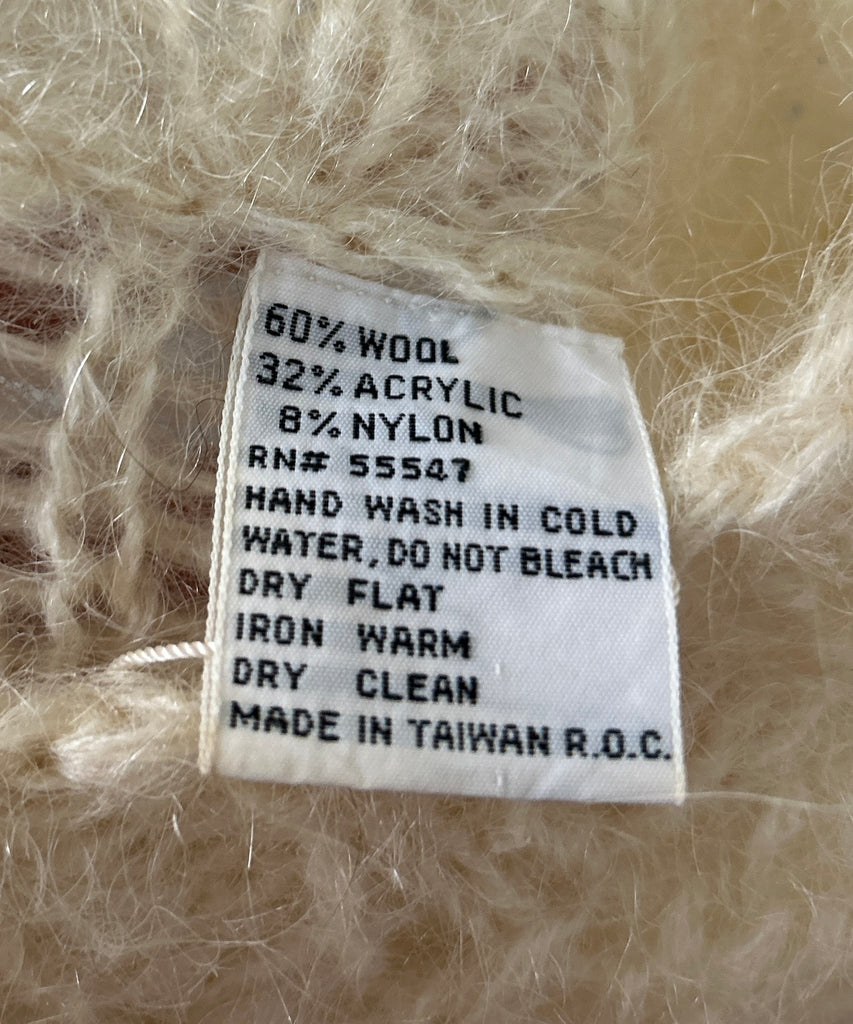 60% WOOL
32% ACRYLIC
8% NYLON
RN# 55547
HAND WASH IN COLD
WATER, DO NOT BLEACH
DRY FLAT
IRON WARM
DRY CLEAN
MADE IN TAIWAN R.O.C.